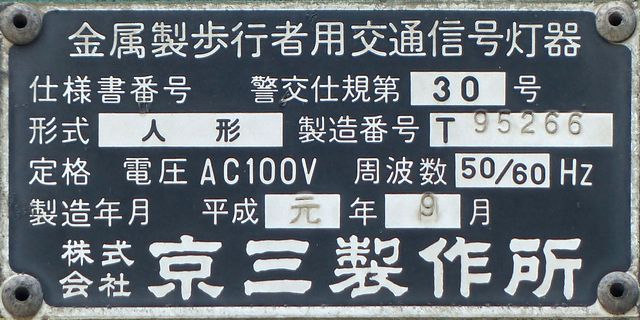 金属製歩行者用交通信号灯器
仕様書番号 警交仕規第 30 号
形式 人形 製造番号 T 95266
定格 電圧 AC100V 周波数 50/60 Hz
製造年月 平成 元 年 9 月
株式会社 京三製作所